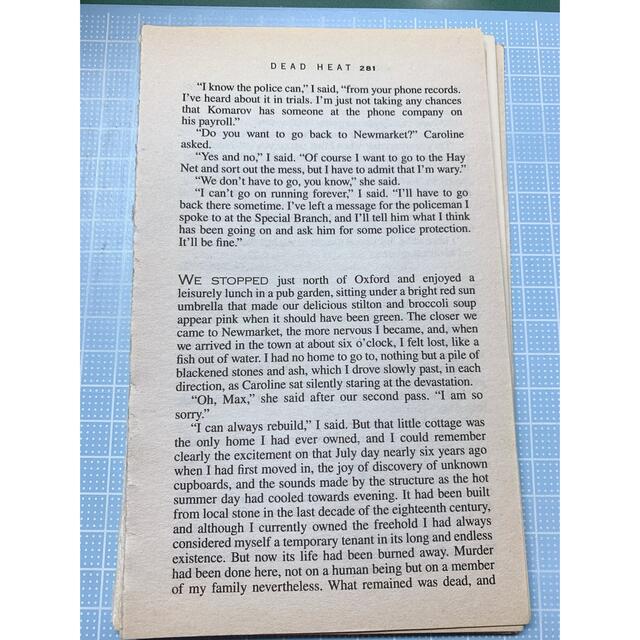 DEAD HEAT 281
“I know the police can,” I said, “from your phone records.
I’ve heard about it in trials. I’m just not taking any chances
that Komarov has someone at the phone company on
his payroll.”
“Do you want to go back to Newmarket?” Caroline
asked.
“Yes and no,” I said. “Of course I want to go to the Hay
Net and sort out the mess, but I have to admit that I’m wary.”
“We don’t have to go, you know,” she said.
“I can’t go on running forever,” I said. “I’ll have to go
back there sometime. I’ve left a message for the policeman I
spoke to at the Special Branch, and I’ll tell him what I think
has been going on and ask him for some police protection.
It’ll be fine.”
WE STOPPED just north of Oxford and enjoyed a
leisurely lunch in a pub garden, sitting under a bright red sun
umbrella that made our delicious stilton and broccoli soup
appear pink when it should have been green. The closer we
came to Newmarket, the more nervous I became, and, when
we arrived in the town at about six o’clock, I felt lost, like a
fish out of water. I had no home to go to, nothing but a pile of
blackened stones and ash, which I drove slowly past, in each
direction, as Caroline sat silently staring at the devastation.
“Oh, Max,” she said after our second pass. “I am so
sorry.”
“I can always rebuild,” I said. But that little cottage was
the only home I had ever owned, and I could remember
clearly the excitement on that July day nearly six years ago
when I had first moved in, the joy of discovery of unknown
cupboards, and the sounds made by the structure as the hot
summer day had cooled towards evening. It had been built
from local stone in the last decade of the eighteenth century,
and although I currently owned the freehold I had always
considered myself a temporary tenant in its long and endless
existence. But now its life had been burned away. Murder
had been done here, not on a human being but on a member
of my family nevertheless. What remained was dead, and